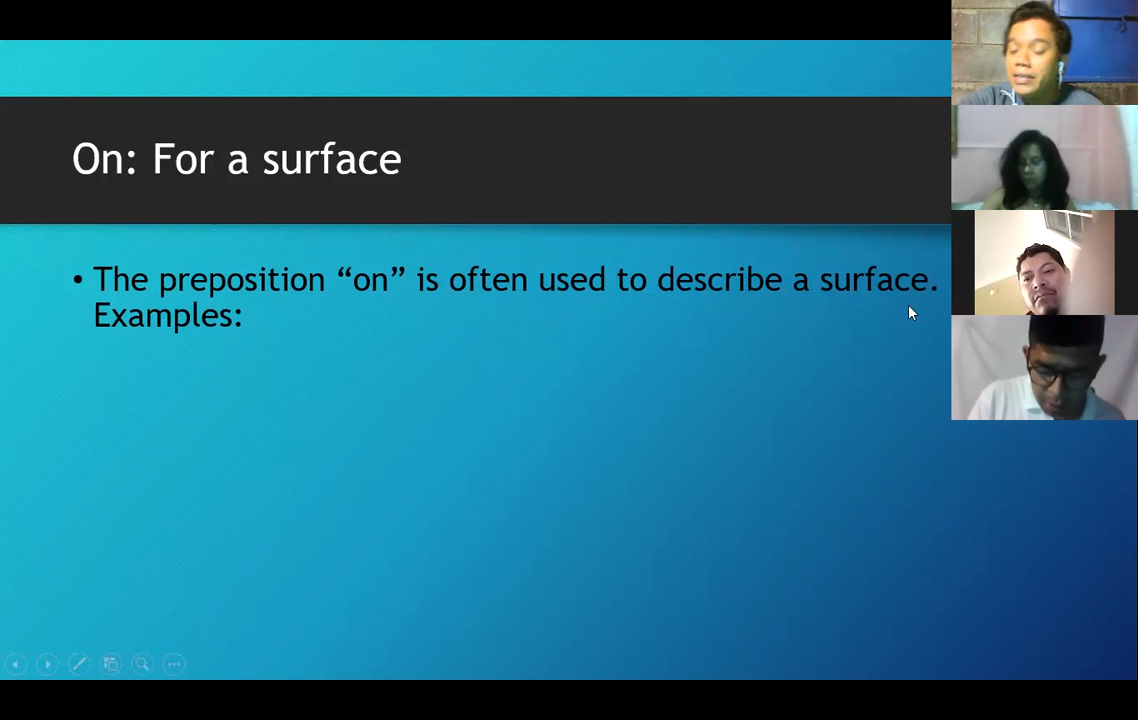 On: For a surface
• The preposition “on” is often used to describe a surface.
Examples: